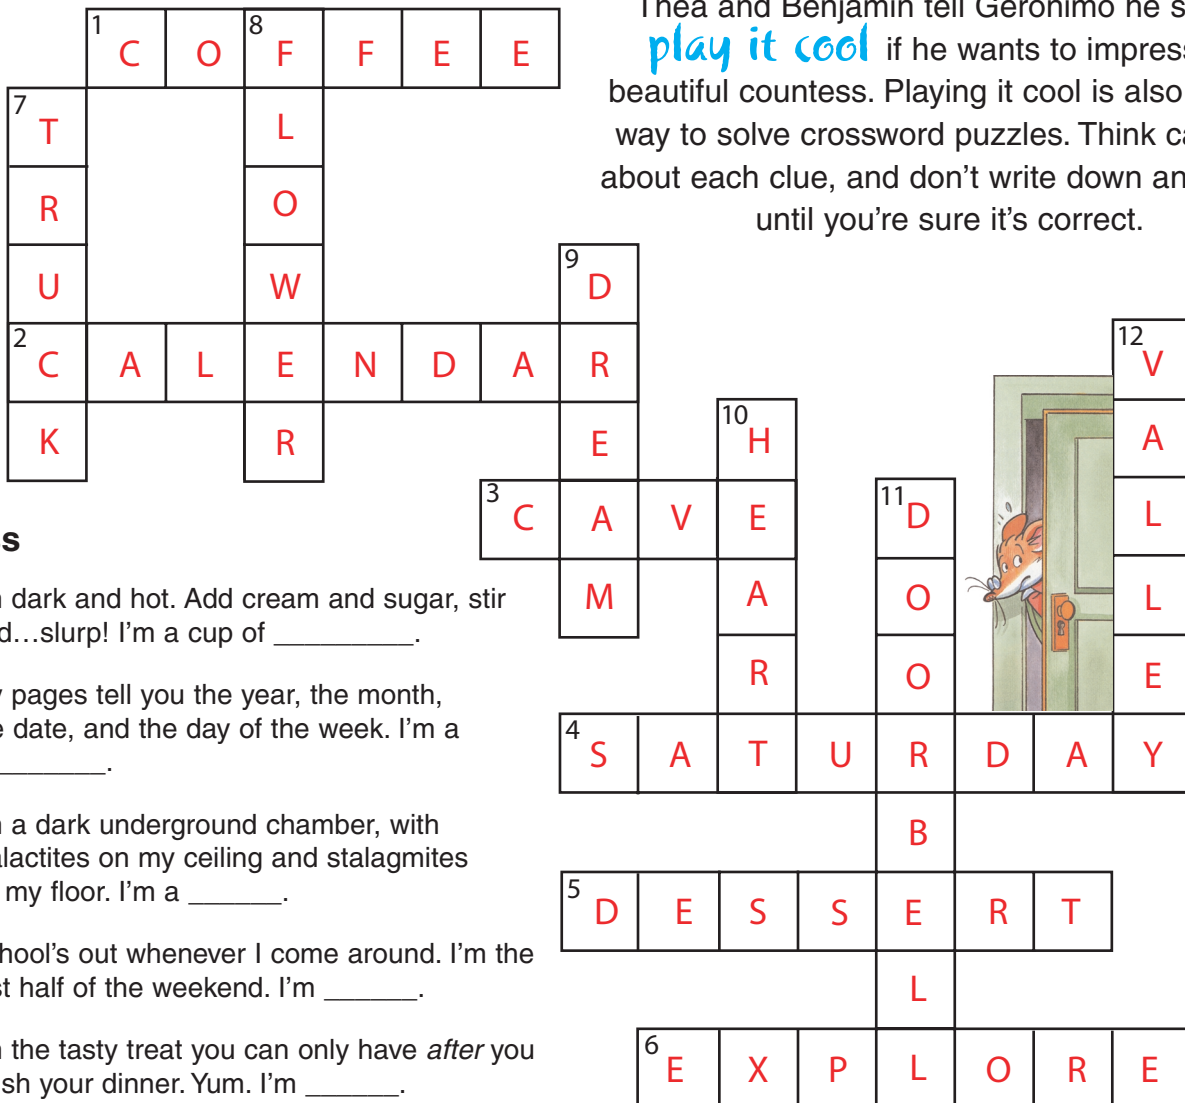 Thea and Benjamin tell Geronimo he s
play it cool if he wants to impress
beautiful countess. Playing it cool is also
way to solve crossword puzzles. Think ca
about each clue, and don't write down an
until you're sure it's correct.
1 C O 8 F F E E
7 T L
R O
U W 9 D
2 C A L E N D A R 12 V
K R E 10 H A
3 C A V E 11 D L
M A O L
R O E
4 S A T U R D A Y
B
5 D E S S E R T
L
6 E X P L O R E
s
dark and hot. Add cream and sugar, stir
d…slurp! I'm a cup of _________.
pages tell you the year, the month,
e date, and the day of the week. I'm a
_______.
a dark underground chamber, with
alactites on my ceiling and stalagmites
my floor. I'm a ______.
hool's out whenever I come around. I'm the
st half of the weekend. I'm ______.
the tasty treat you can only have after you
ish your dinner. Yum. I'm ______.